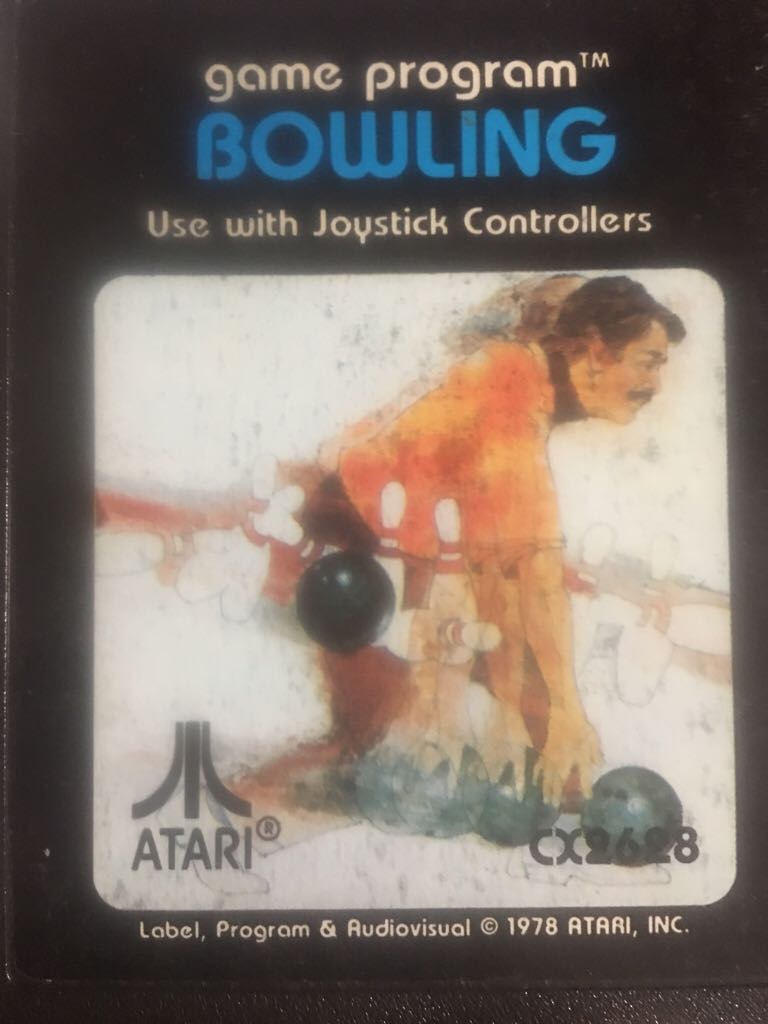 game program™
BOWLING
Use with Joystick Controllers
ATARI®
CX2628
Label, Program & Audiovisual © 1978 ATARI, INC.